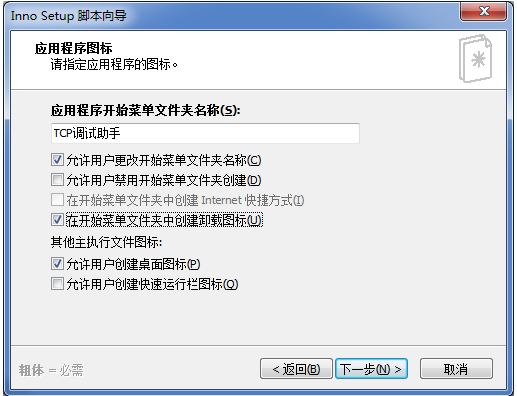 Inno Setup 脚本向导
应用程序图标
请指定应用程序的图标。
应用程序开始菜单文件夹名称(S):
TCP调试助手
允许用户更改开始菜单文件夹名称(C)
允许用户禁用开始菜单文件夹创建(D)
在开始菜单文件夹中创建 Internet 快捷方式(I)
在开始菜单文件夹中创建卸载图标(U)
其他主执行文件图标:
允许用户创建桌面图标(P)
允许用户创建快速运行栏图标(Q)
粗体 = 必需
< 返回(B)
下一步(N) >
取消